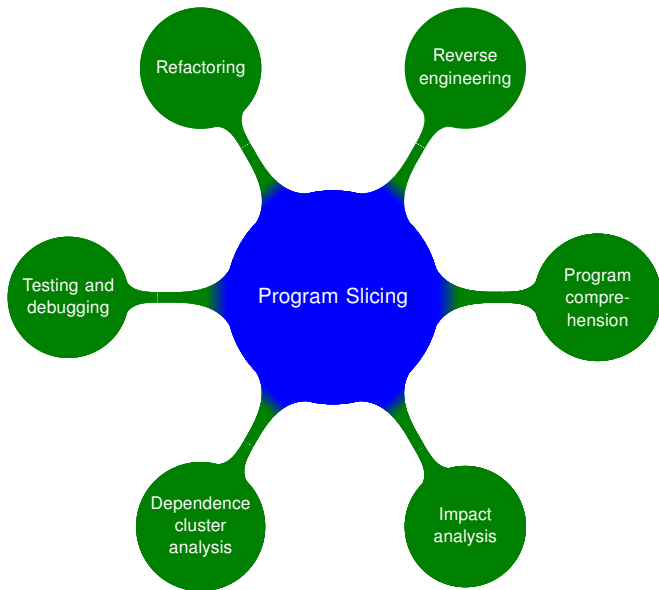 Refactoring
Reverse
engineering
Testing and
debugging
Program Slicing
Program
compre-
hension
Dependence
cluster
analysis
Impact
analysis